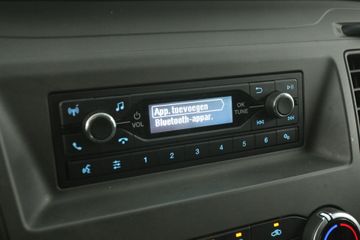 App. toevoegen
Bluetooth-appar.
VOL
OK
TUNE
1 2 3 4 5 6